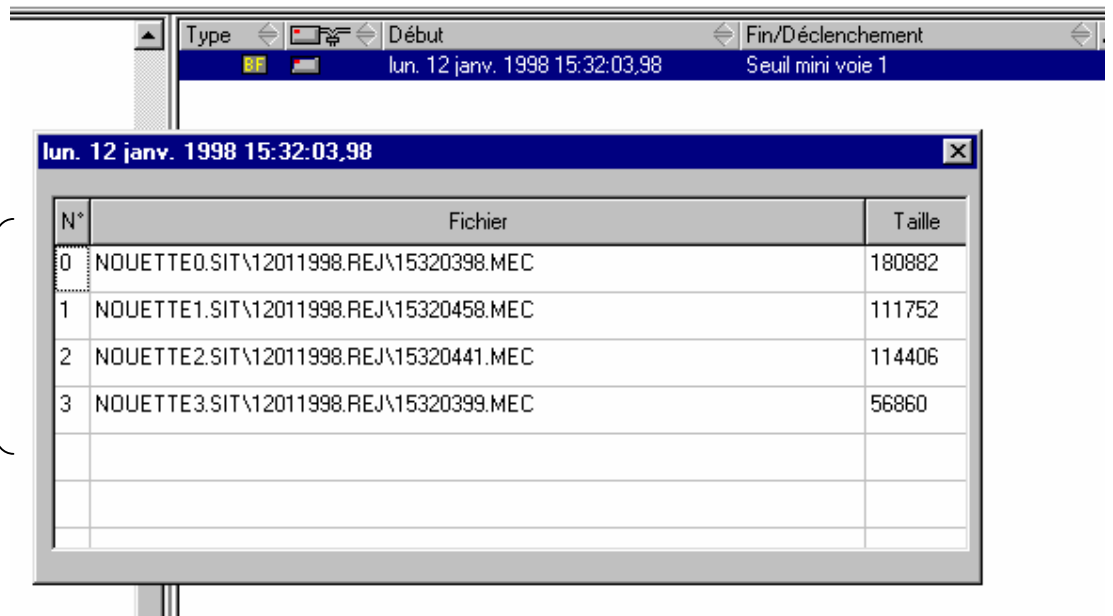 Type Début Fin/Déclenchement
BF lun. 12 janv. 1998 15:32:03,98 Seuil mini voie 1
lun. 12 janv. 1998 15:32:03,98
N° Fichier Taille
0 NOUETTE0.SIT\12011998.REJ\15320398.MEC 180882
1 NOUETTE1.SIT\12011998.REJ\15320458.MEC 111752
2 NOUETTE2.SIT\12011998.REJ\15320441.MEC 114406
3 NOUETTE3.SIT\12011998.REJ\15320399.MEC 56860